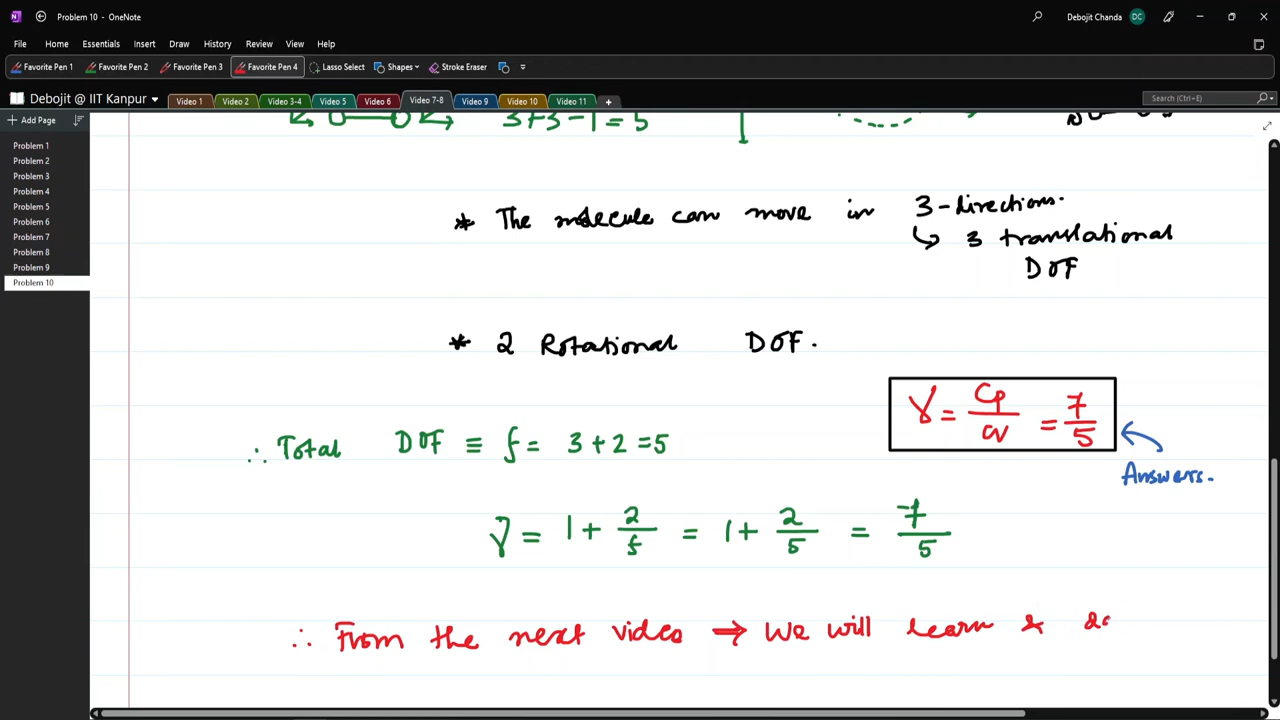 Problem 10 - OneNote
Debojit Chanda DC
File Home Essentials Insert Draw History Review View Help
Favorite Pen 1 Favorite Pen 2 Favorite Pen 3 Favorite Pen 4 Lasso Select Shapes Stroke Eraser
Debojit @ IIT Kanpur Video 1 Video 2 Video 3-4 Video 5 Video 6 Video 7-8 Video 9 Video 10 Video 11 + Search (Ctrl+E)
Add Page
Problem 1
Problem 2
Problem 3
Problem 4
Problem 5
Problem 6
Problem 7
Problem 8
Problem 9
Problem 10
3+3-1=5
* The molecule can move in 3-directions.
↳ 3 translational
DOF
* 2 Rotational DOF.
γ = Cp/Cv = 7/5
Answers.
∴ Total DOF ≡ f = 3+2=5
γ = 1 + 2/f = 1 + 2/5 = 7/5
∴ From the next video ⇒ We will learn &